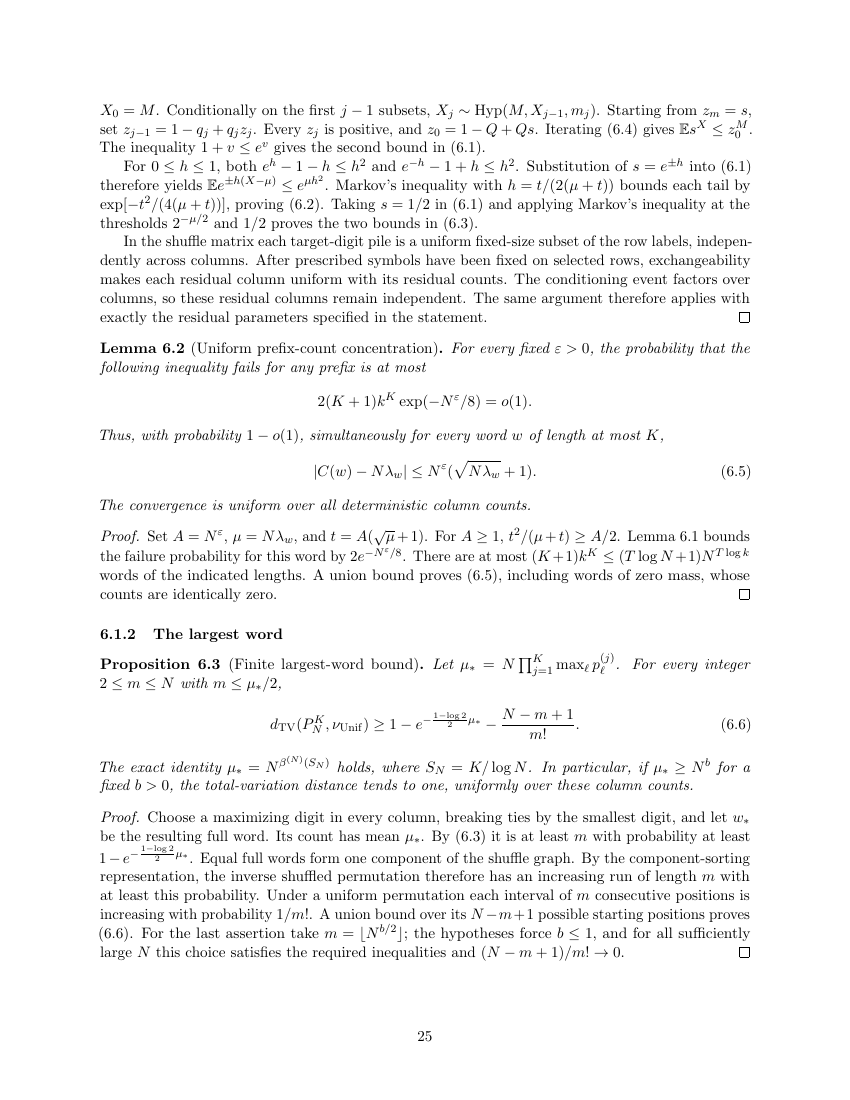 X₀ = M. Conditionally on the first j − 1 subsets, Xⱼ ∼ Hyp(M, Xⱼ₋₁, mⱼ). Starting from zₘ = s,
set zⱼ₋₁ = 1 − qⱼ + qⱼzⱼ. Every zⱼ is positive, and z₀ = 1 − Q + Qs. Iterating (6.4) gives 𝔼s^X ≤ z₀^M.
The inequality 1 + v ≤ e^v gives the second bound in (6.1).
For 0 ≤ h ≤ 1, both e^h − 1 − h ≤ h² and e^{−h} − 1 + h ≤ h². Substitution of s = e^{±h} into (6.1)
therefore yields 𝔼e^{±h(X−μ)} ≤ e^{μh²}. Markov's inequality with h = t/(2(μ + t)) bounds each tail by
exp[−t²/(4(μ + t))], proving (6.2). Taking s = 1/2 in (6.1) and applying Markov's inequality at the
thresholds 2^{−μ/2} and 1/2 proves the two bounds in (6.3).
In the shuffle matrix each target-digit pile is a uniform fixed-size subset of the row labels, indepen-
dently across columns. After prescribed symbols have been fixed on selected rows, exchangeability
makes each residual column uniform with its residual counts. The conditioning event factors over
columns, so these residual columns remain independent. The same argument therefore applies with
exactly the residual parameters specified in the statement. □
Lemma 6.2 (Uniform prefix-count concentration). For every fixed ε > 0, the probability that the
following inequality fails for any prefix is at most
2(K + 1)k^K exp(−N^ε/8) = o(1).
Thus, with probability 1 − o(1), simultaneously for every word w of length at most K,
|C(w) − Nλ_w| ≤ N^ε(√(Nλ_w) + 1). (6.5)
The convergence is uniform over all deterministic column counts.
Proof. Set A = N^ε, μ = Nλ_w, and t = A(√μ + 1). For A ≥ 1, t²/(μ + t) ≥ A/2. Lemma 6.1 bounds
the failure probability for this word by 2e^{−N^ε/8}. There are at most (K+1)k^K ≤ (T log N+1)N^{T log k}
words of the indicated lengths. A union bound proves (6.5), including words of zero mass, whose
counts are identically zero. □
6.1.2 The largest word
Proposition 6.3 (Finite largest-word bound). Let μ_* = N ∏_{j=1}^K max_ℓ p_ℓ^{(j)}. For every integer
2 ≤ m ≤ N with m ≤ μ_*/2,
d_TV(P_N^K, ν_Unif) ≥ 1 − e^{−\frac{1−log 2}{2}μ_*} − \frac{N − m + 1}{m!}. (6.6)
The exact identity μ_* = N^{β^{(N)}(S_N)} holds, where S_N = K/ log N. In particular, if μ_* ≥ N^b for a
fixed b > 0, the total-variation distance tends to one, uniformly over these column counts.
Proof. Choose a maximizing digit in every column, breaking ties by the smallest digit, and let w_*
be the resulting full word. Its count has mean μ_*. By (6.3) it is at least m with probability at least
1 − e^{−\frac{1−log 2}{2}μ_*}. Equal full words form one component of the shuffle graph. By the component-sorting
representation, the inverse shuffled permutation therefore has an increasing run of length m with
at least this probability. Under a uniform permutation each interval of m consecutive positions is
increasing with probability 1/m!. A union bound over its N − m + 1 possible starting positions proves
(6.6). For the last assertion take m = ⌊N^{b/2}⌋; the hypotheses force b ≤ 1, and for all sufficiently
large N this choice satisfies the required inequalities and (N − m + 1)/m! → 0. □
25